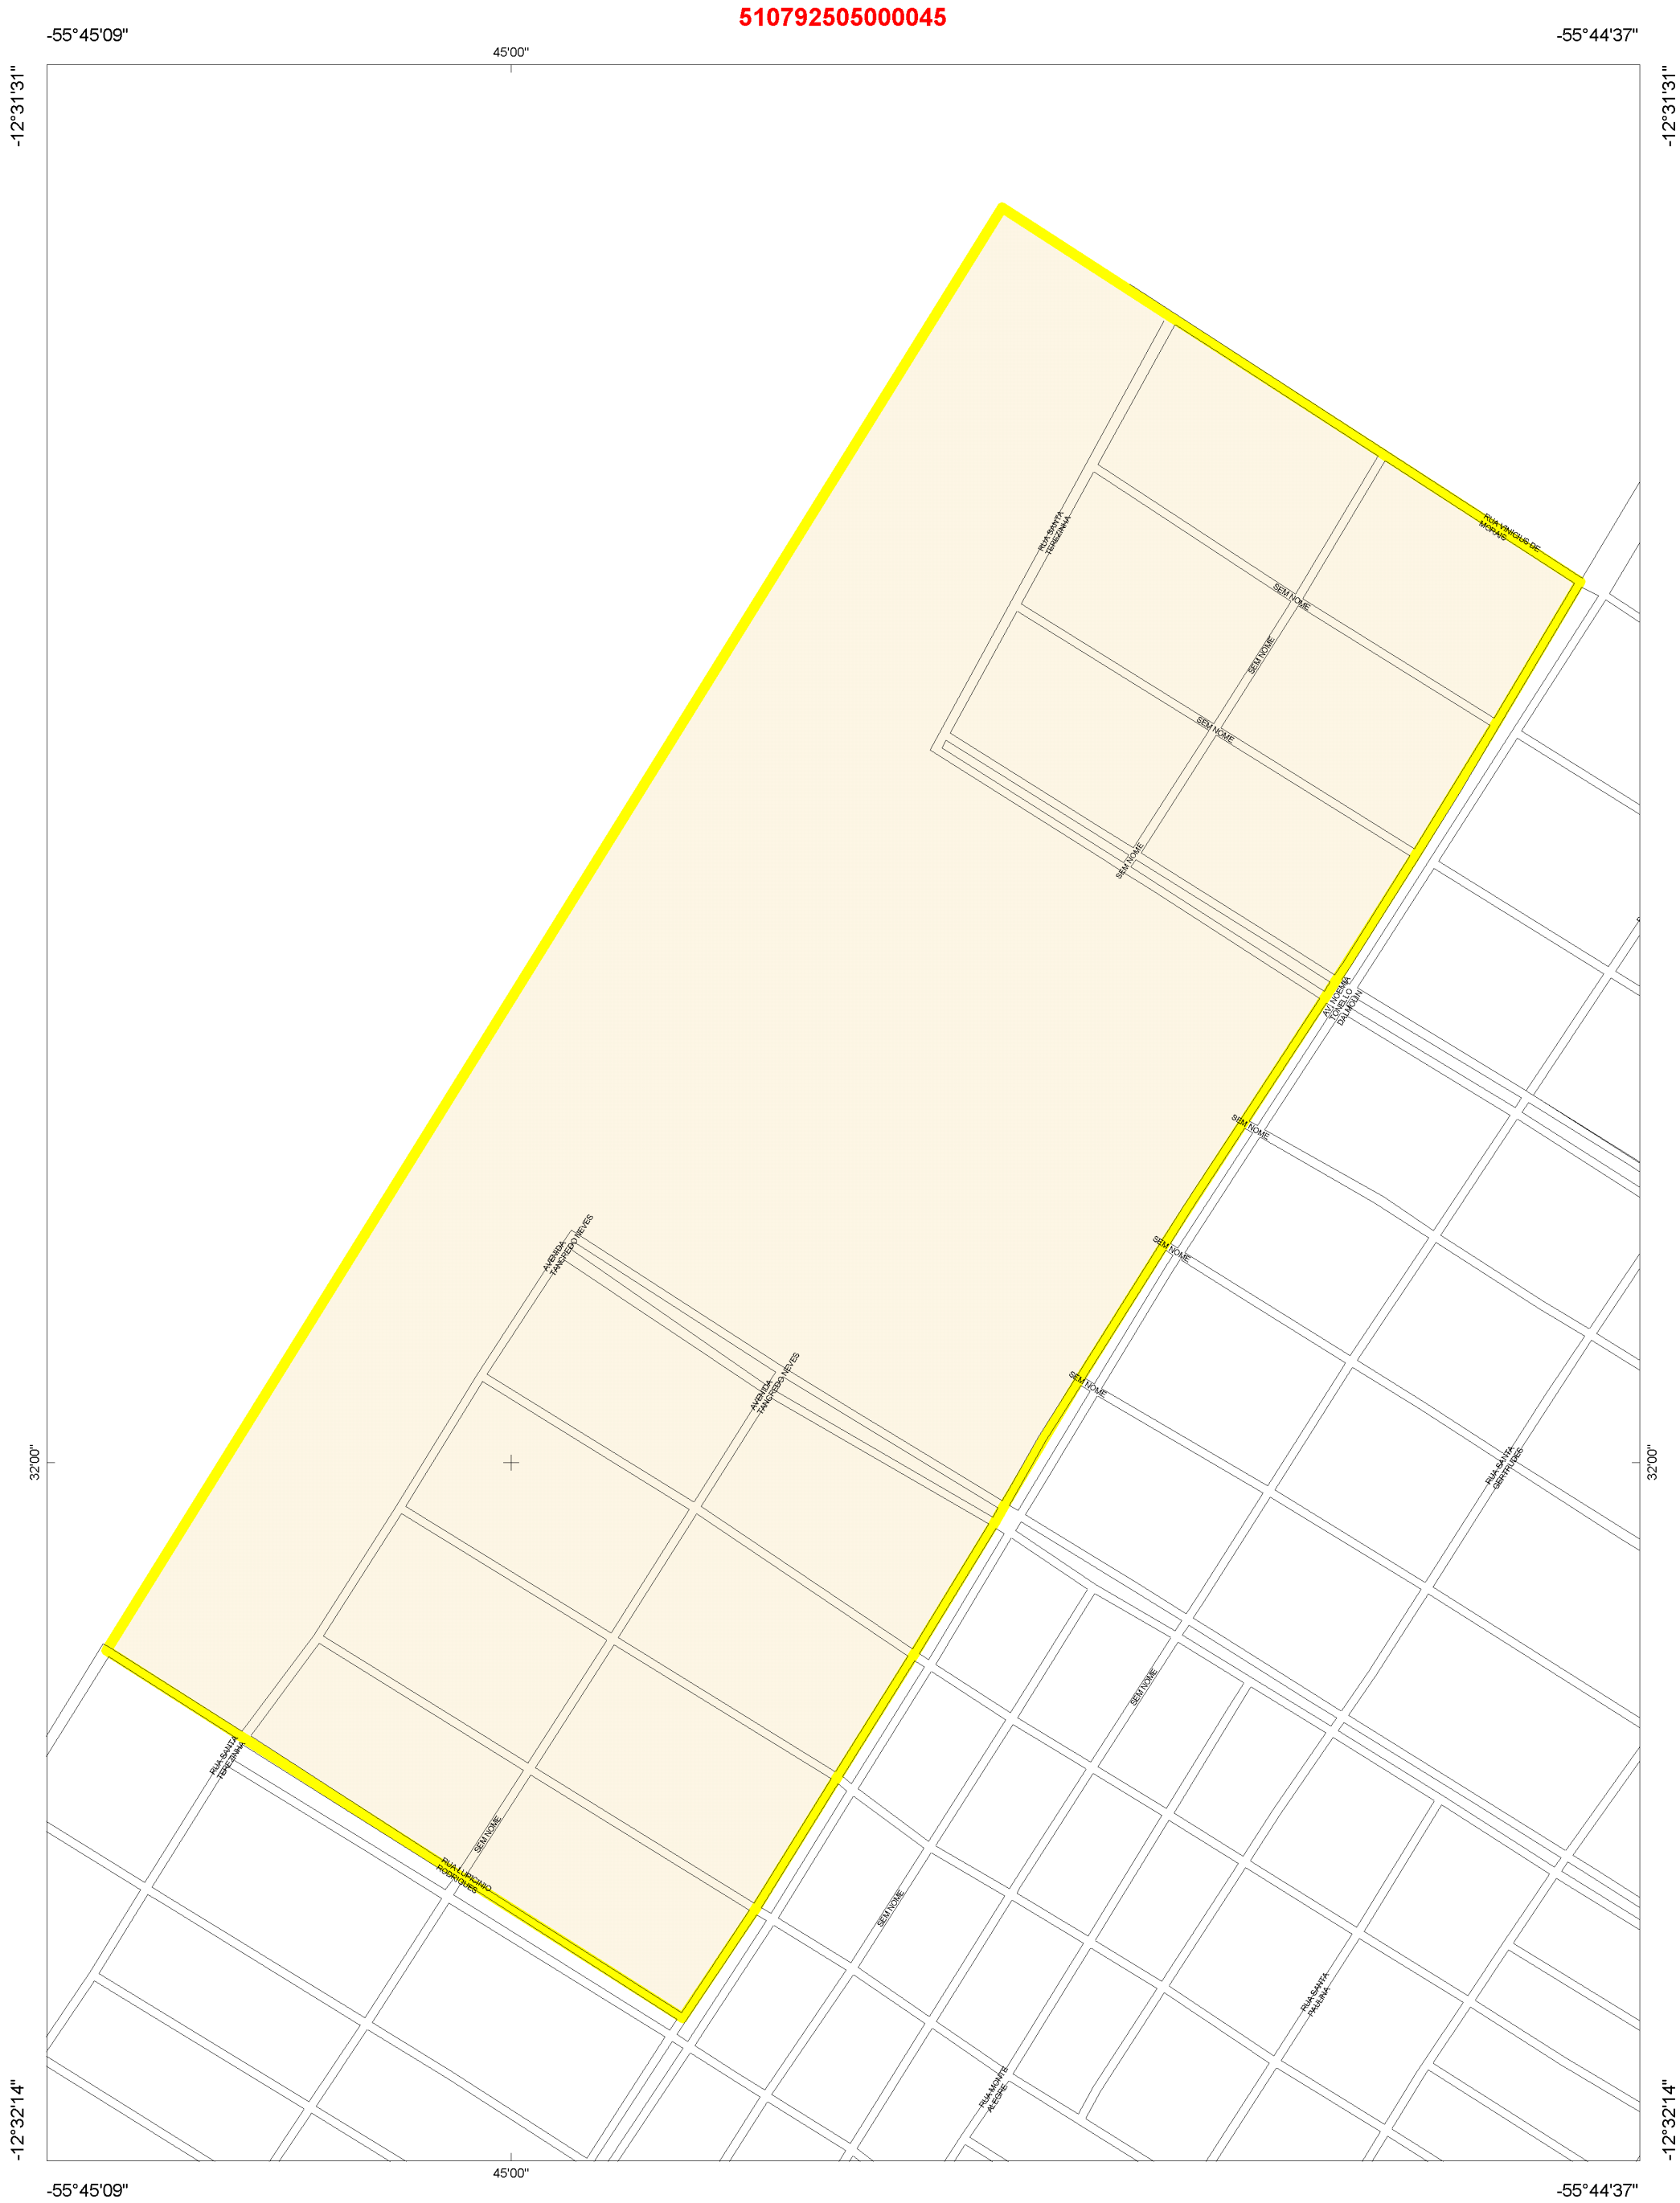 510792505000045
-55°45'09"
45'00"
-55°44'37"
-12°31'31"
-12°31'31"
RUA VINICIUS DE
MORAIS
RUA SANTA
TEREZINHA
SEM NOME
SEM NOME
SEM NOME
SEM NOME
AV. NOEMIA
TONELLO
DALMOLIN
SEM NOME
AVENIDA
TANCREDO NEVES
SEM NOME
AVENIDA
TANCREDO NEVES
SEM NOME
32'00"
RUA SANTA
GERTRUDES
32'00"
SEM NOME
RUA SANTA
TEREZINHA
SEM NOME
RUA LUPICINIO
RODRIGUES
SEM NOME
RUA SANTA
PAULINA
RUA MONTE
ALEGRE
-12°32'14"
-12°32'14"
-55°45'09"
45'00"
-55°44'37"